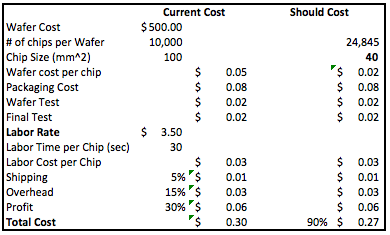 Current Cost Should Cost
Wafer Cost $500.00
# of chips per Wafer 10,000 24,845
Chip Size (mm^2) 100 40
Wafer cost per chip $ 0.05 $ 0.02
Packaging Cost $ 0.08 $ 0.08
Wafer Test $ 0.02 $ 0.02
Final Test $ 0.02 $ 0.02
Labor Rate $ 3.50
Labor Time per Chip (sec) 30
Labor Cost per Chip $ 0.03 $ 0.03
Shipping 5% $ 0.01 $ 0.01
Overhead 15% $ 0.03 $ 0.03
Profit 30% $ 0.06 $ 0.06
Total Cost $ 0.30 90% $ 0.27